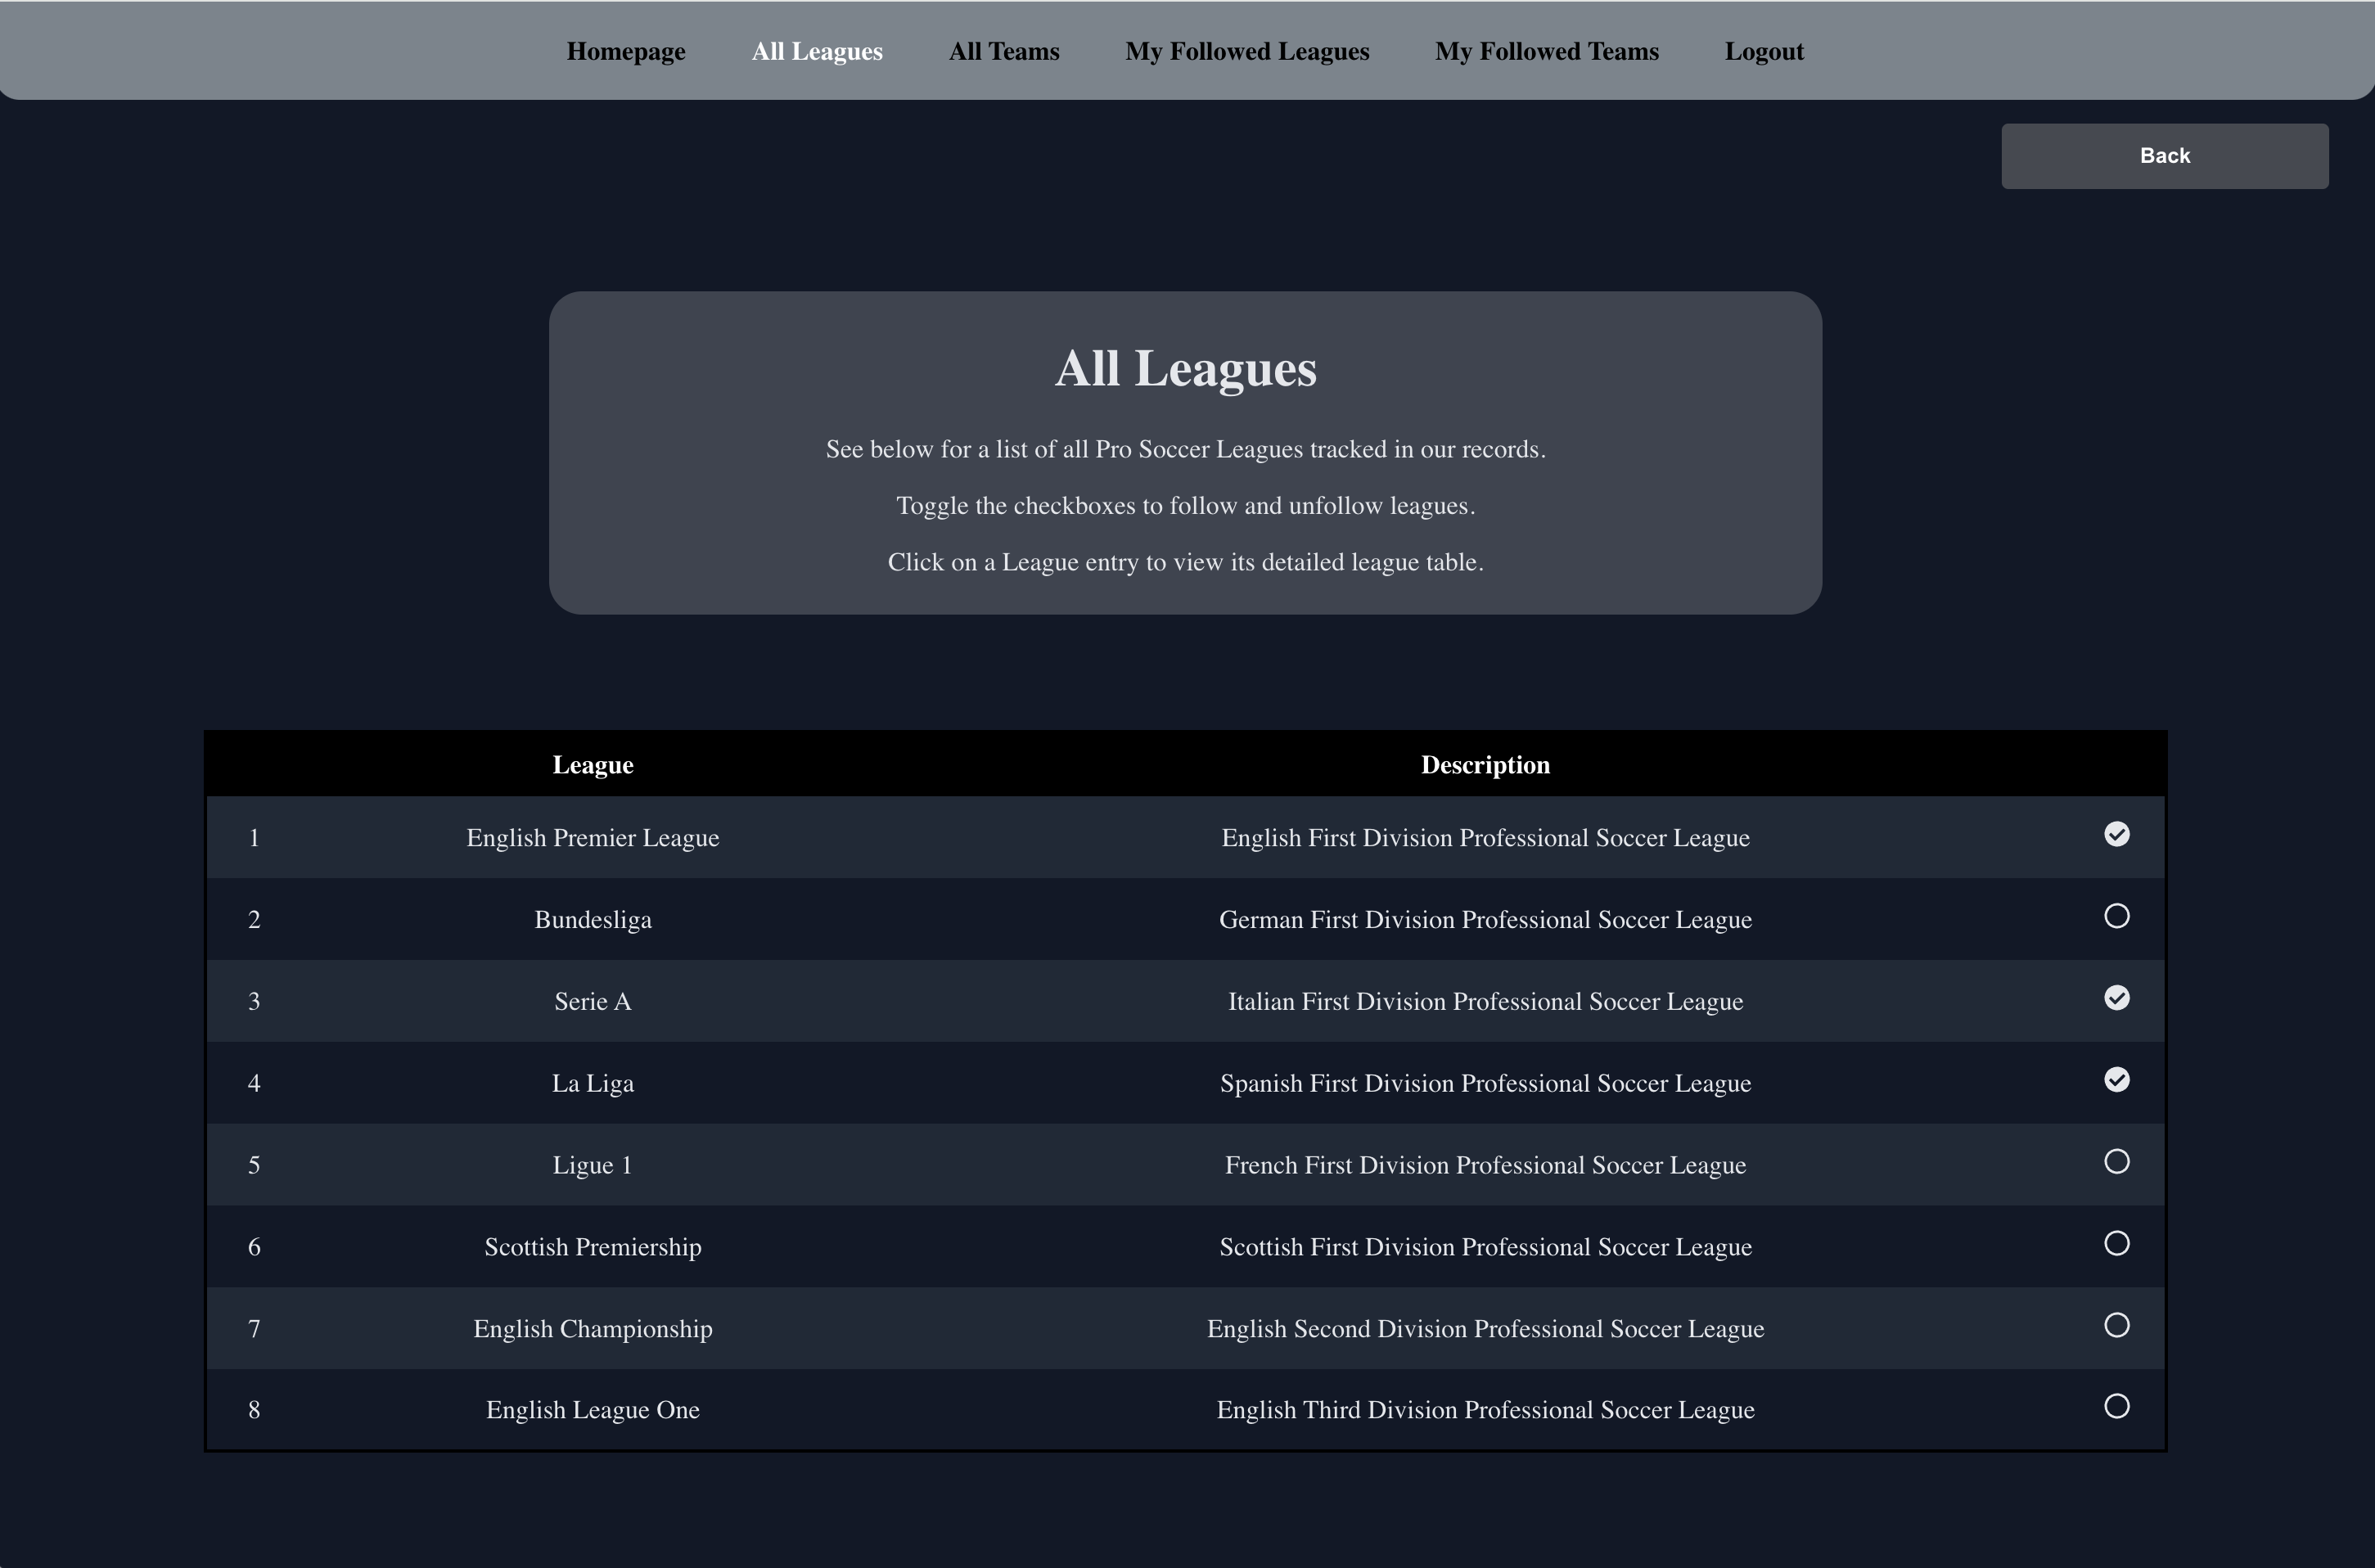 Homepage All Leagues All Teams My Followed Leagues My Followed Teams Logout
Back
All Leagues
See below for a list of all Pro Soccer Leagues tracked in our records.
Toggle the checkboxes to follow and unfollow leagues.
Click on a League entry to view its detailed league table.
League Description
1 English Premier League English First Division Professional Soccer League
2 Bundesliga German First Division Professional Soccer League
3 Serie A Italian First Division Professional Soccer League
4 La Liga Spanish First Division Professional Soccer League
5 Ligue 1 French First Division Professional Soccer League
6 Scottish Premiership Scottish First Division Professional Soccer League
7 English Championship English Second Division Professional Soccer League
8 English League One English Third Division Professional Soccer League